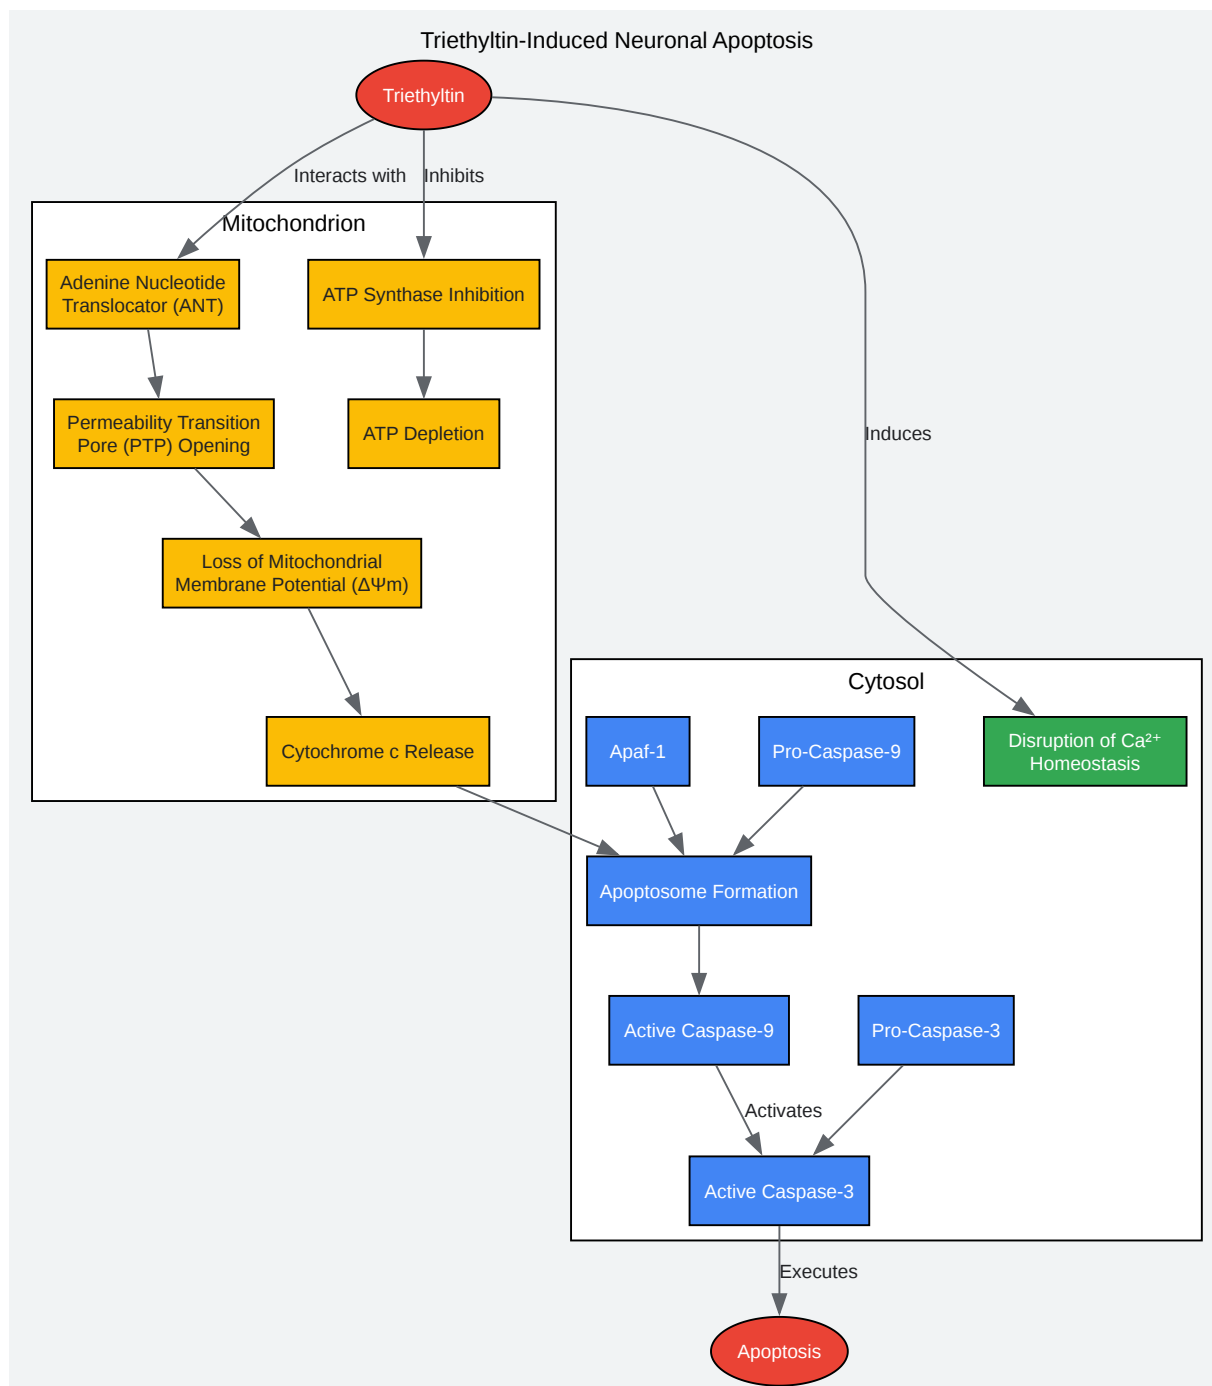 Triethyltin-Induced Neuronal Apoptosis
Triethyltin
Interacts with
Inhibits
Mitochondrion
Adenine Nucleotide
Translocator (ANT)
ATP Synthase Inhibition
Permeability Transition
Pore (PTP) Opening
ATP Depletion
Induces
Loss of Mitochondrial
Membrane Potential (ΔΨm)
Cytosol
Cytochrome c Release
Apaf-1
Pro-Caspase-9
Disruption of Ca²⁺
Homeostasis
Apoptosome Formation
Active Caspase-9
Pro-Caspase-3
Activates
Active Caspase-3
Executes
Apoptosis